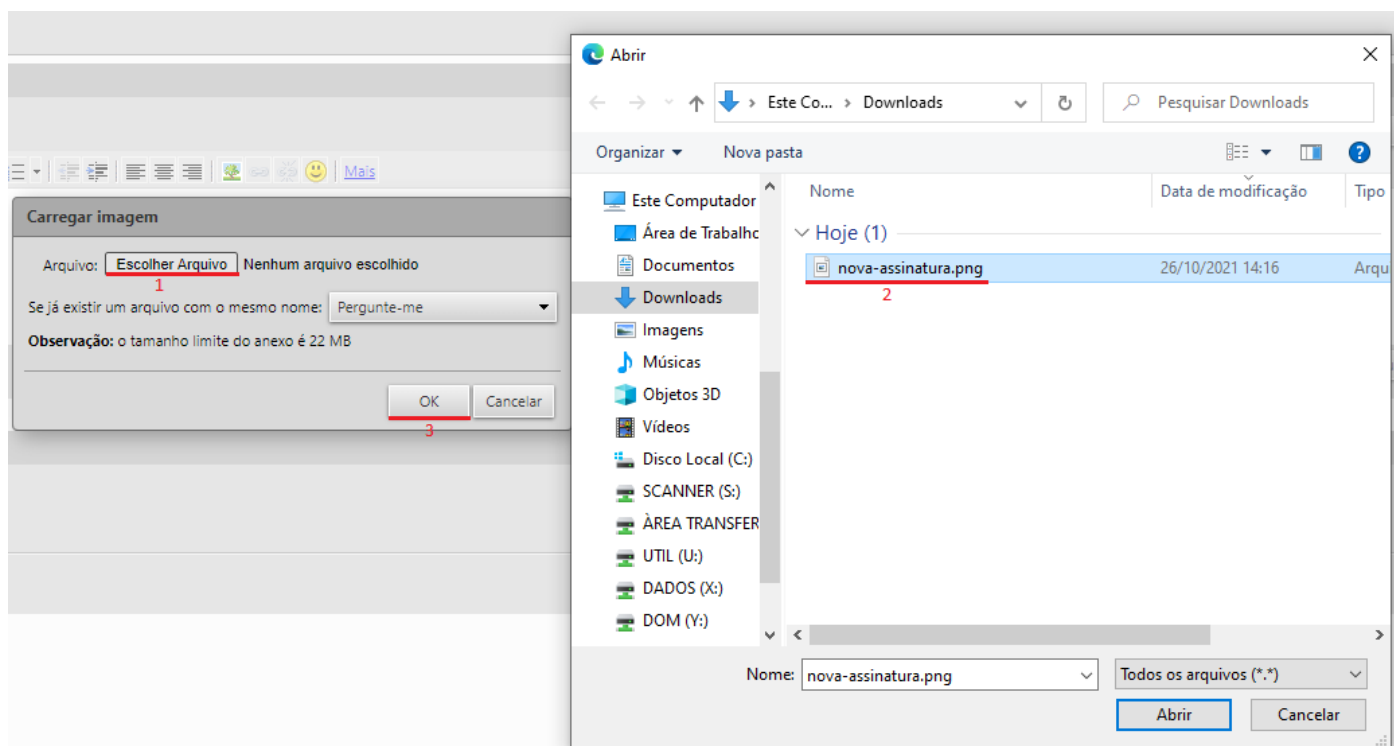 Mais
Carregar imagem
Arquivo: Escolher Arquivo Nenhum arquivo escolhido
1
Se já existir um arquivo com o mesmo nome: Pergunte-me
Observação: o tamanho limite do anexo é 22 MB
OK Cancelar
3
Abrir
Este Co... Downloads
Pesquisar Downloads
Organizar Nova pasta
?
Este Computador
Área de Trabalhc
Documentos
Downloads
Imagens
Músicas
Objetos 3D
Vídeos
Disco Local (C:)
SCANNER (S:)
ÀREA TRANSFER
UTIL (U:)
DADOS (X:)
DOM (Y:)
Nome Data de modificação Tipo
Hoje (1)
nova-assinatura.png 26/10/2021 14:16 Arqu
2
Nome: nova-assinatura.png Todos os arquivos (*.*)
Abrir Cancelar